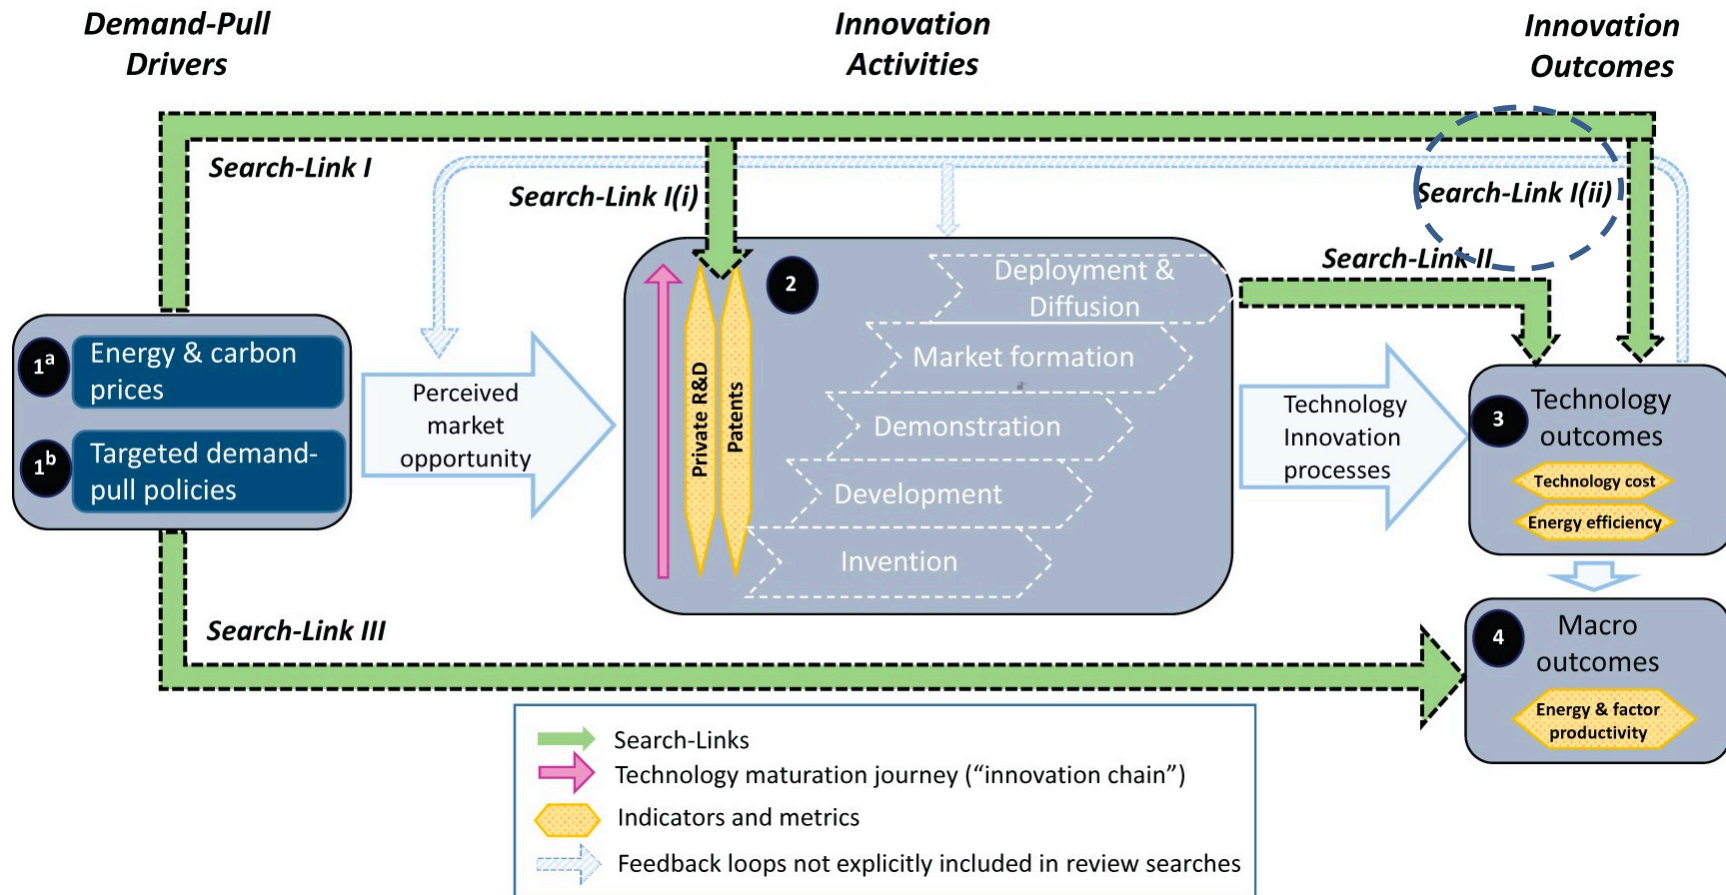 Demand-Pull
Drivers
Innovation
Activities
Innovation
Outcomes
Search-Link I
Search-Link I(i)
Search-Link I(ii)
Search-Link II
1a
Energy & carbon
prices
1b
Targeted demand-
pull policies
Perceived
market
opportunity
Private R&D
Patents
2
Deployment &
Diffusion
Market formation
Demonstration
Development
Invention
Technology
Innovation
processes
3
Technology
outcomes
Technology cost
Energy efficiency
Search-Link III
4
Macro
outcomes
Energy & factor
productivity
Search-Links
Technology maturation journey (“innovation chain”)
Indicators and metrics
Feedback loops not explicitly included in review searches